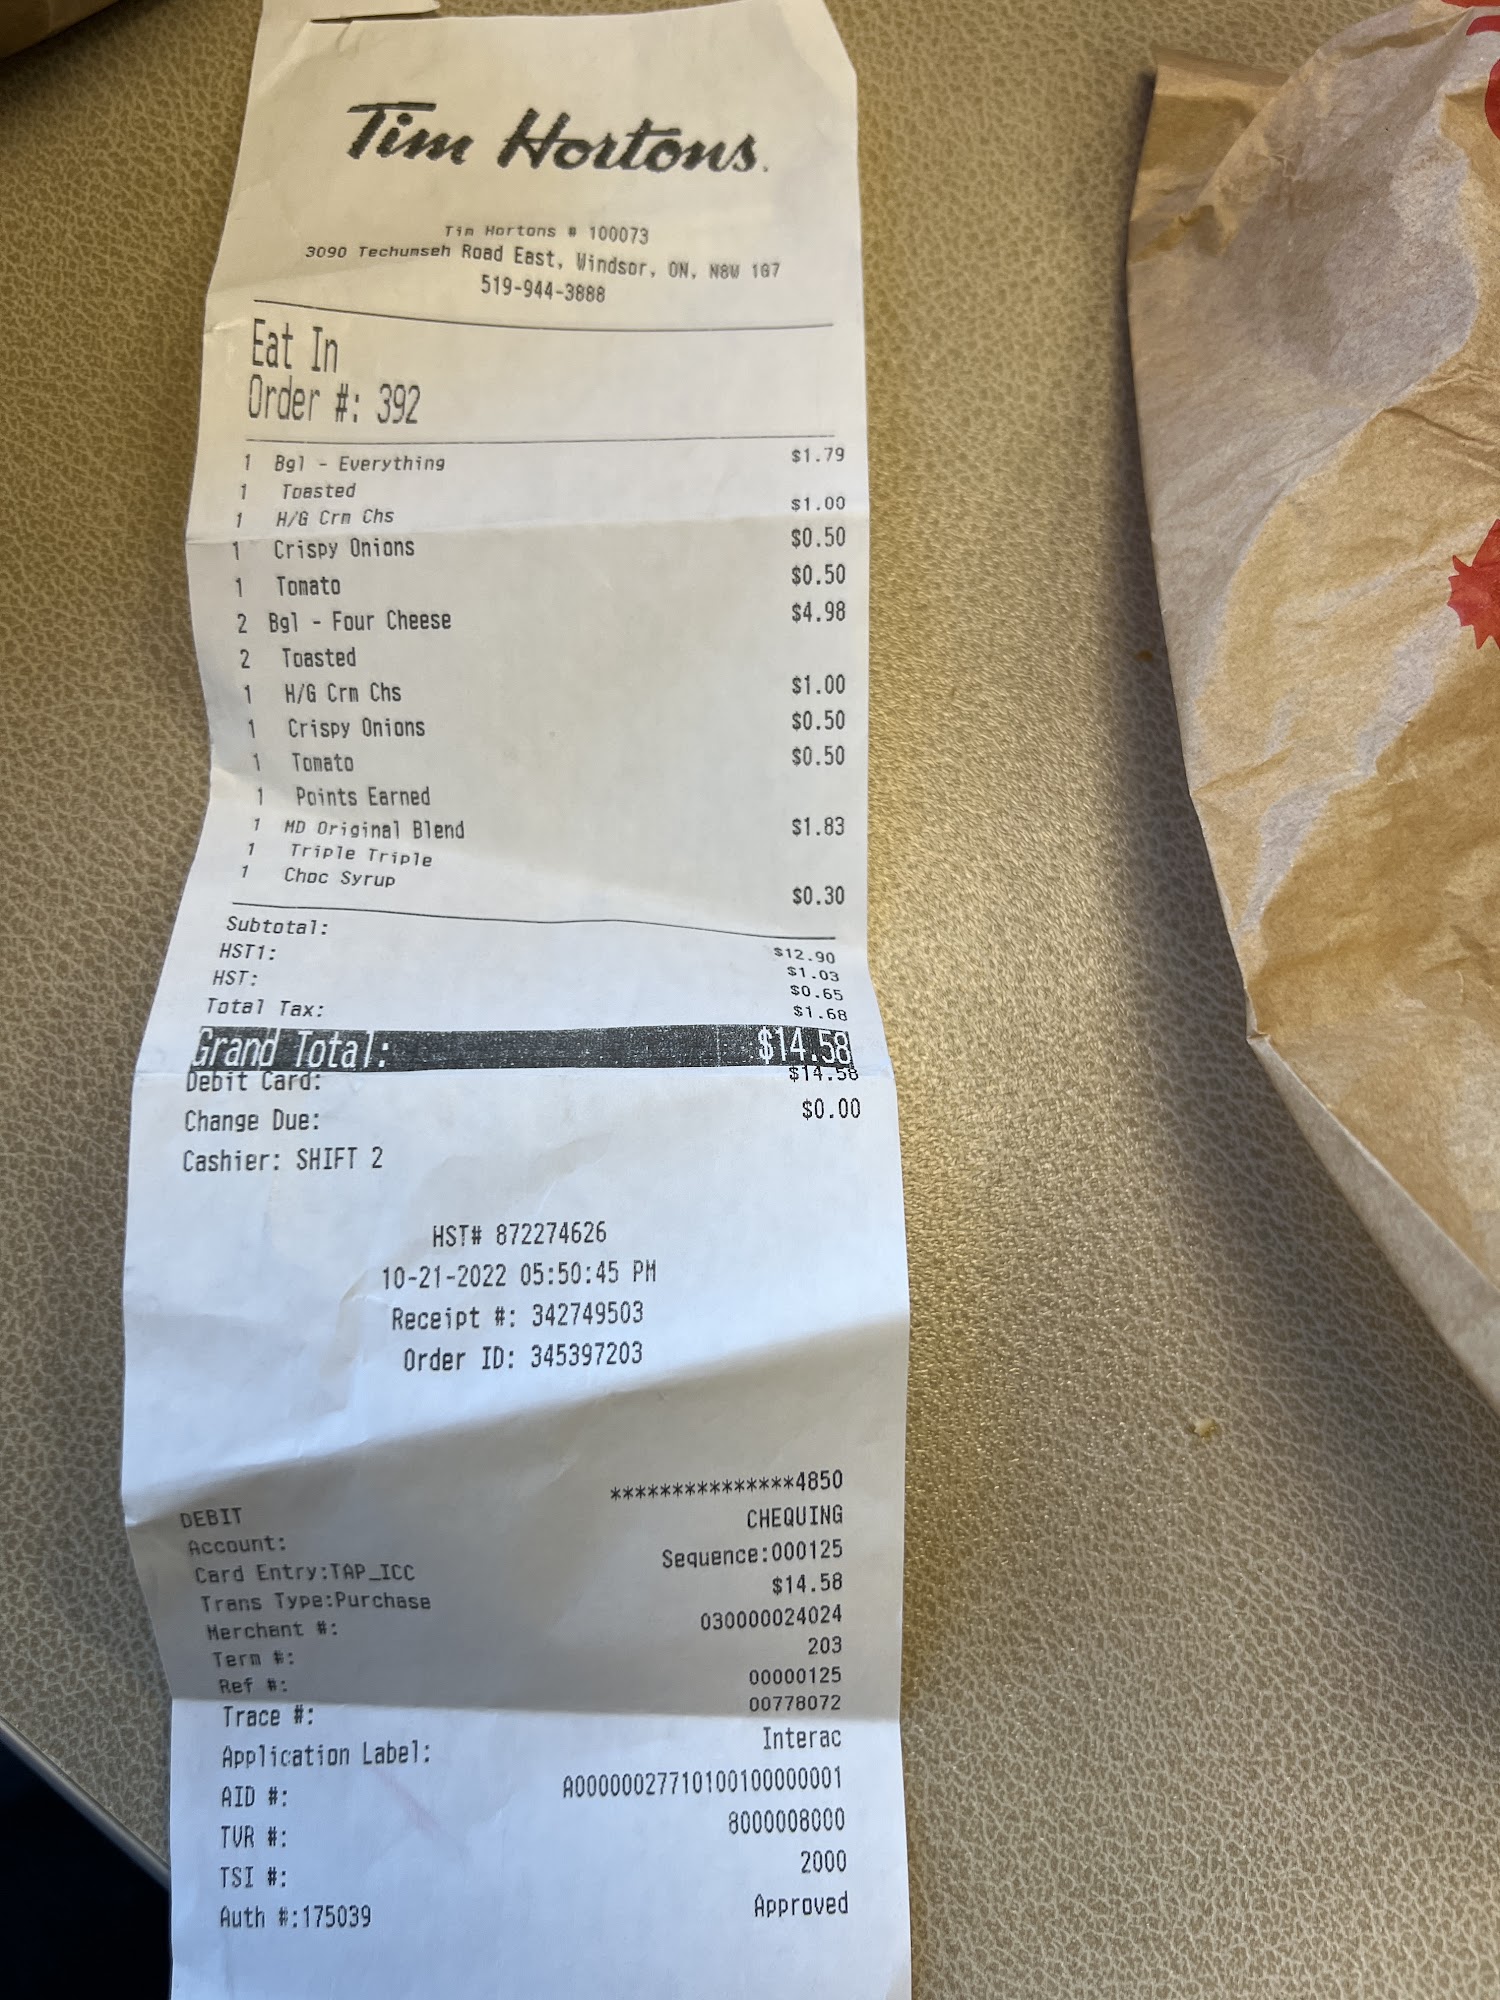 Tim Hortons.
Tim Hortons # 100073
3090 Techumseh Road East, Windsor, ON, N8W 1G7
519-944-3888
Eat In
Order #: 392
1 Bgl - Everything $1.79
1 Toasted
1 H/G Crm Chs $1.00
1 Crispy Onions $0.50
1 Tomato $0.50
2 Bgl - Four Cheese $4.98
2 Toasted
1 H/G Crm Chs $1.00
1 Crispy Onions $0.50
1 Tomato $0.50
1 Points Earned
1 MD Original Blend $1.83
1 Triple Triple
1 Choc Syrup $0.30
Subtotal: $12.90
HST1: $1.03
HST: $0.65
Total Tax: $1.68
Grand Total: $14.58
Debit Card: $14.58
Change Due: $0.00
Cashier: SHIFT 2
HST# 872274626
10-21-2022 05:50:45 PM
Receipt #: 342749503
Order ID: 345397203
DEBIT ***************4850
Account: CHEQUING
Card Entry:TAP_ICC Sequence:000125
Trans Type:Purchase $14.58
Merchant #: 030000024024
Term #: 203
Ref #: 00000125
Trace #: 00778072
Application Label: Interac
AID #: A00000027710100100000001
TVR #: 8000008000
TSI #: 2000
Auth #:175039 Approved